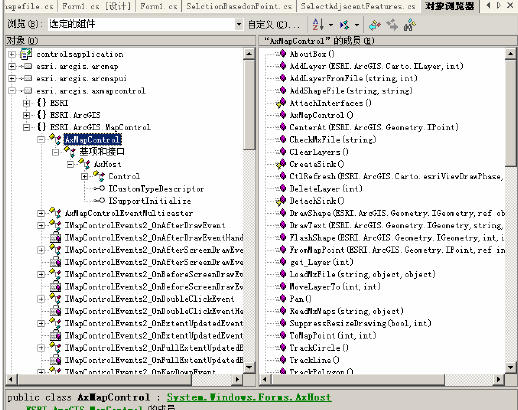 uspefile.cs Form1.cs [设计] Form1.cs SelctionBasedonPoint.cs SelectAdjacentFeatures.cs 对象浏览器
浏览(B): 选定的组件 自定义(C)...
对象(O)
controlsapplication
esri.arcgis.arcmap
esri.arcgis.arcmapui
esri.arcgis.axmapcontrol
ESRI
ESRI.ArcGIS
ESRI.ArcGIS.MapControl
AxMapControl
基项和接口
AxHost
Control
ICustomTypeDescriptor
ISupportInitialize
AxMapControlEventMulticaster
IMapControlEvents2_OnAfterDrawEvent
IMapControlEvents2_OnAfterDrawEventHand
IMapControlEvents2_OnAfterScreenDrawEve
IMapControlEvents2_OnAfterScreenDrawEve
IMapControlEvents2_OnBeforeScreenDrawEv
IMapControlEvents2_OnBeforeScreenDrawEv
IMapControlEvents2_OnDoubleClickEvent
IMapControlEvents2_OnDoubleClickEventHa
IMapControlEvents2_OnExtentUpdatedEvent
IMapControlEvents2_OnExtentUpdatedEvent
IMapControlEvents2_OnFullExtentUpdatedE
IMapControlEvents2_OnFullExtentUpdatedE
IMapControlEvents2_OnKeyDownEvent
“AxMapControl”的成员(M)
AboutBox()
AddLayer(ESRI.ArcGIS.Carto.ILayer,int)
AddLayerFromFile(string,int)
AddShapeFile(string,string)
AttachInterfaces()
AxMapControl()
CenterAt(ESRI.ArcGIS.Geometry.IPoint)
CheckMxFile(string)
ClearLayers()
CreateSink()
CtlRefresh(ESRI.ArcGIS.Carto.esriViewDrawPhase,
DeleteLayer(int)
DetachSink()
DrawShape(ESRI.ArcGIS.Geometry.IGeometry,ref ob
DrawText(ESRI.ArcGIS.Geometry.IGeometry,string,
FlashShape(ESRI.ArcGIS.Geometry.IGeometry,int,i
FromMapPoint(ESRI.ArcGIS.Geometry.IPoint,ref in
get_Layer(int)
LoadMxFile(string,object,object)
MoveLayerTo(int,int)
Pan()
ReadMxMaps(string,object)
SuppressResizeDrawing(bool,int)
ToMapPoint(int,int)
TrackCircle()
TrackLine()
TrackPolygon()
public class AxMapControl : System.Windows.Forms.AxHost
ESRI.ArcGIS.MapControl 的成员